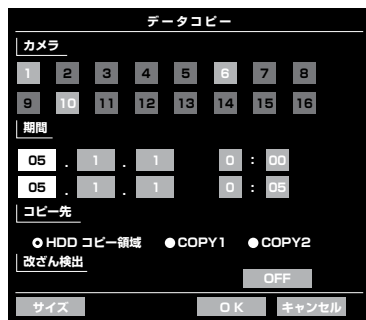 データコピー
カメラ
1 2 3 4 5 6 7 8
9 10 11 12 13 14 15 16
期間
05 . 1 . 1 0 : 00
05 . 1 . 1 0 : 05
コピー先
HDD コピー領域 COPY1 COPY2
改ざん検出
OFF
サイズ OK キャンセル